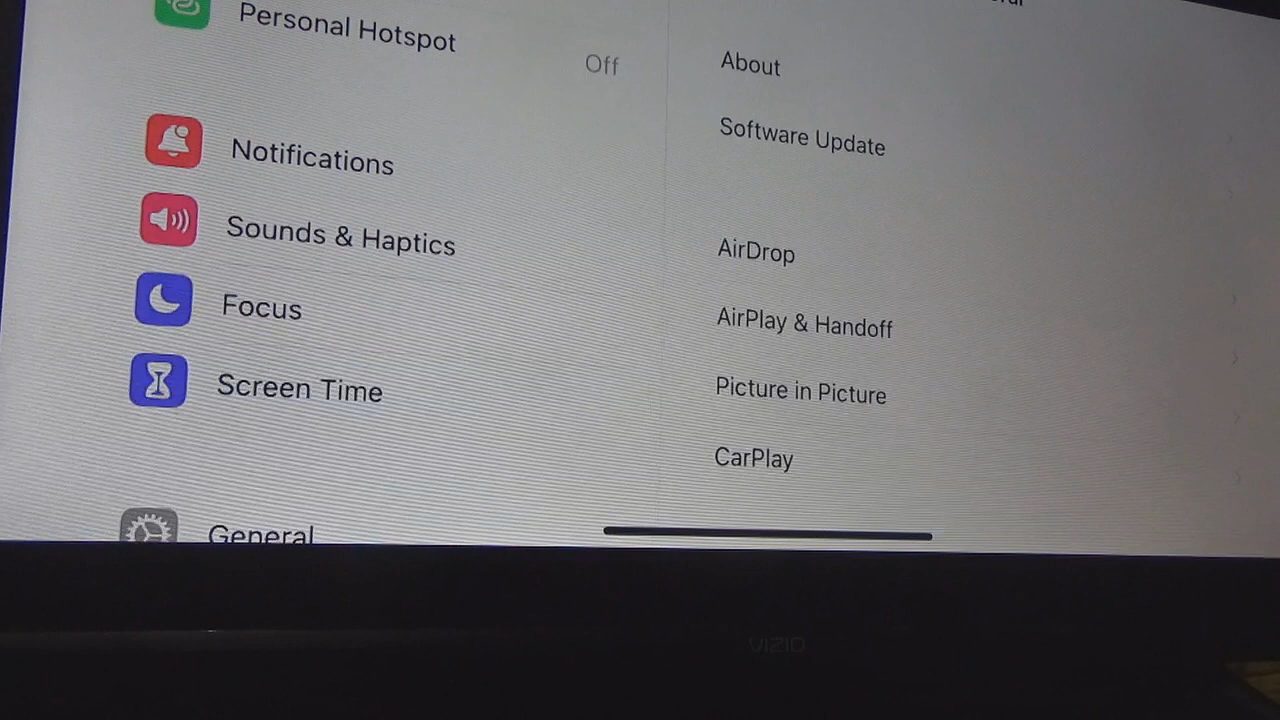 Personal Hotspot
Off
Notifications
Sounds & Haptics
Focus
Screen Time
General
About
Software Update
AirDrop
AirPlay & Handoff
Picture in Picture
CarPlay
VIZIO